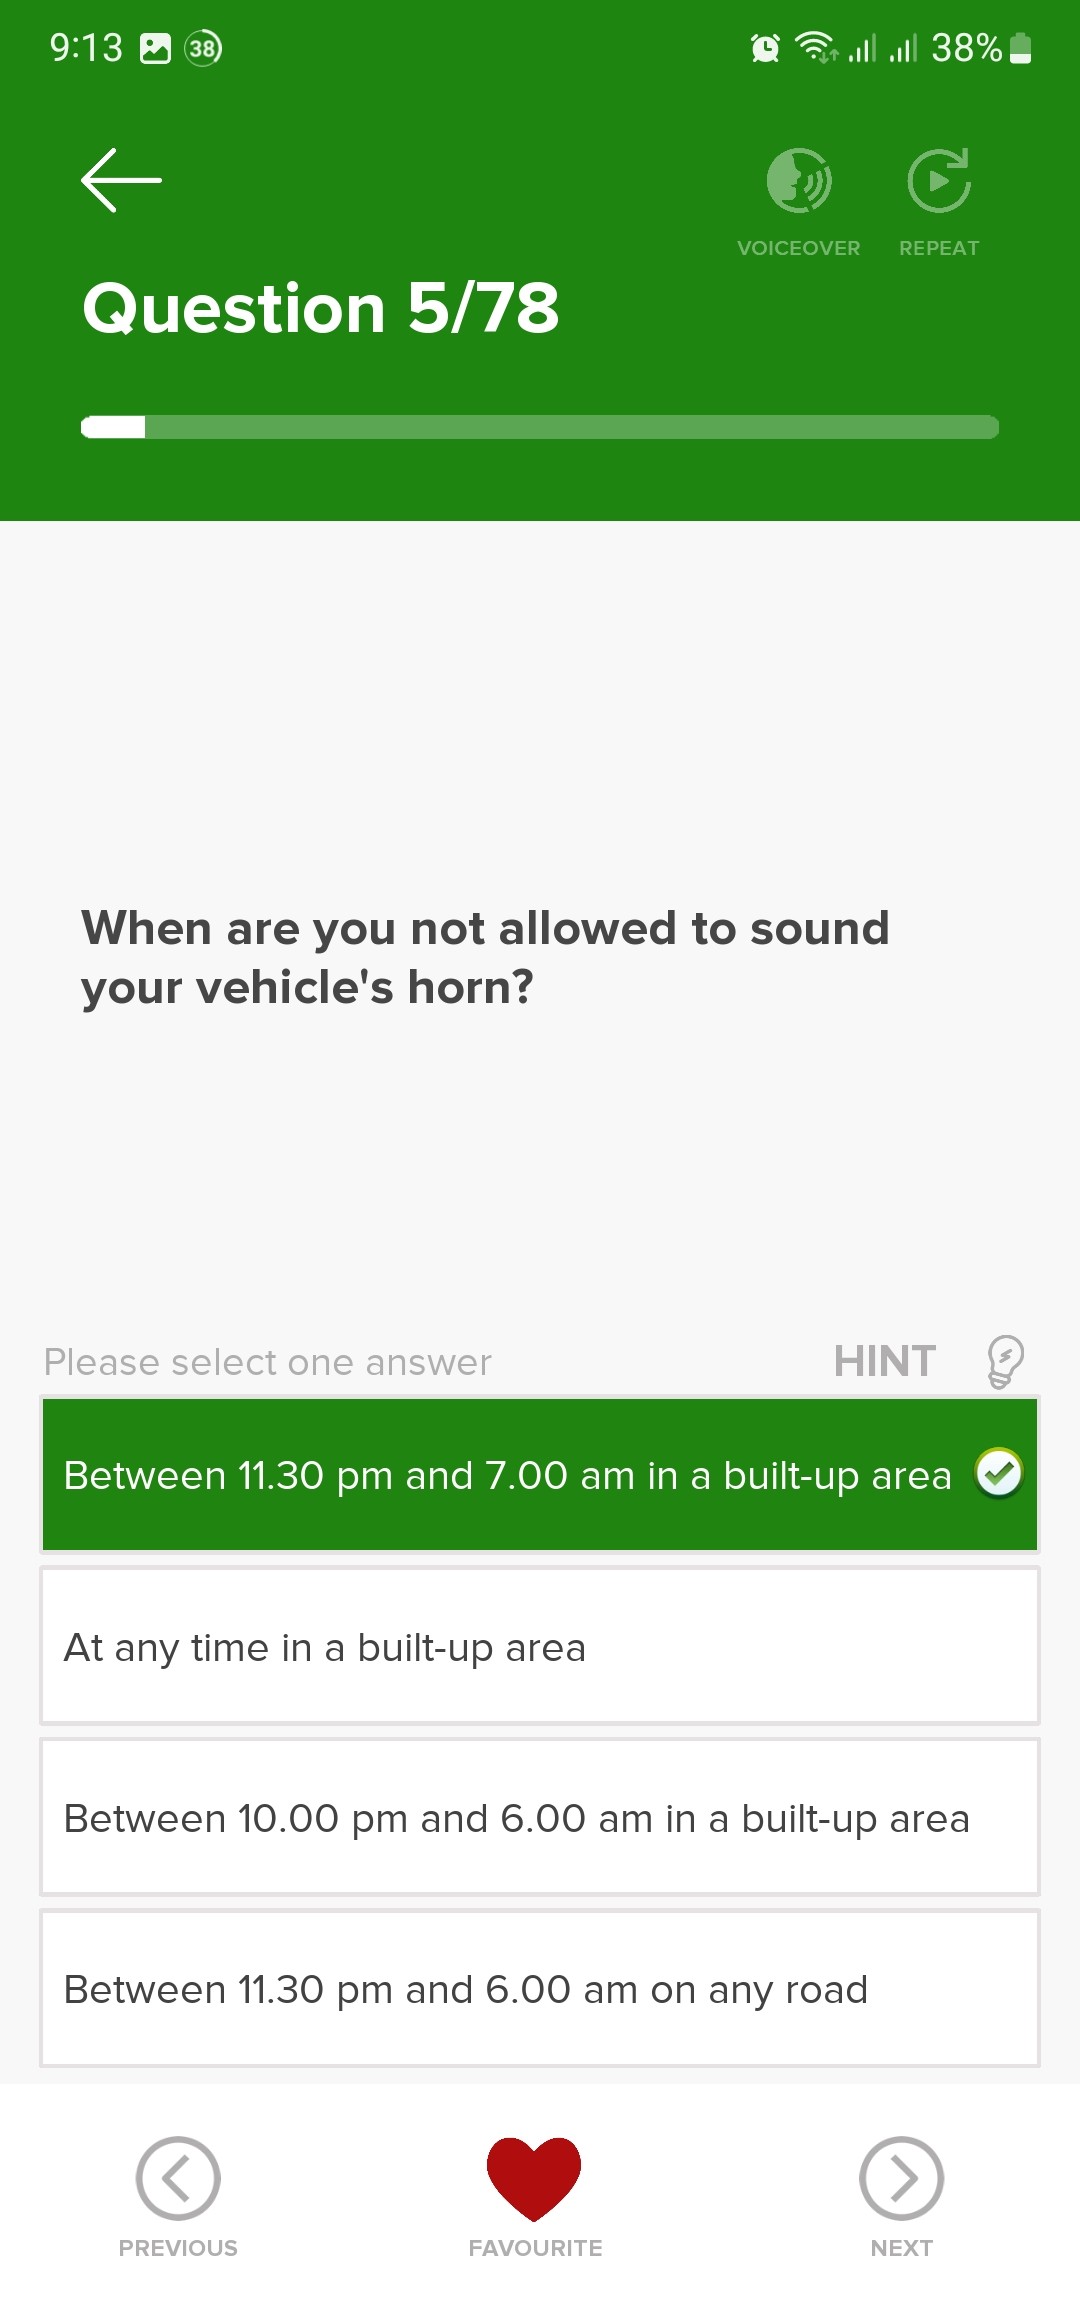 9:13 38 38%
VOICEOVER REPEAT
Question 5/78
When are you not allowed to sound
your vehicle's horn?
Please select one answer HINT
Between 11.30 pm and 7.00 am in a built-up area
At any time in a built-up area
Between 10.00 pm and 6.00 am in a built-up area
Between 11.30 pm and 6.00 am on any road
PREVIOUS FAVOURITE NEXT